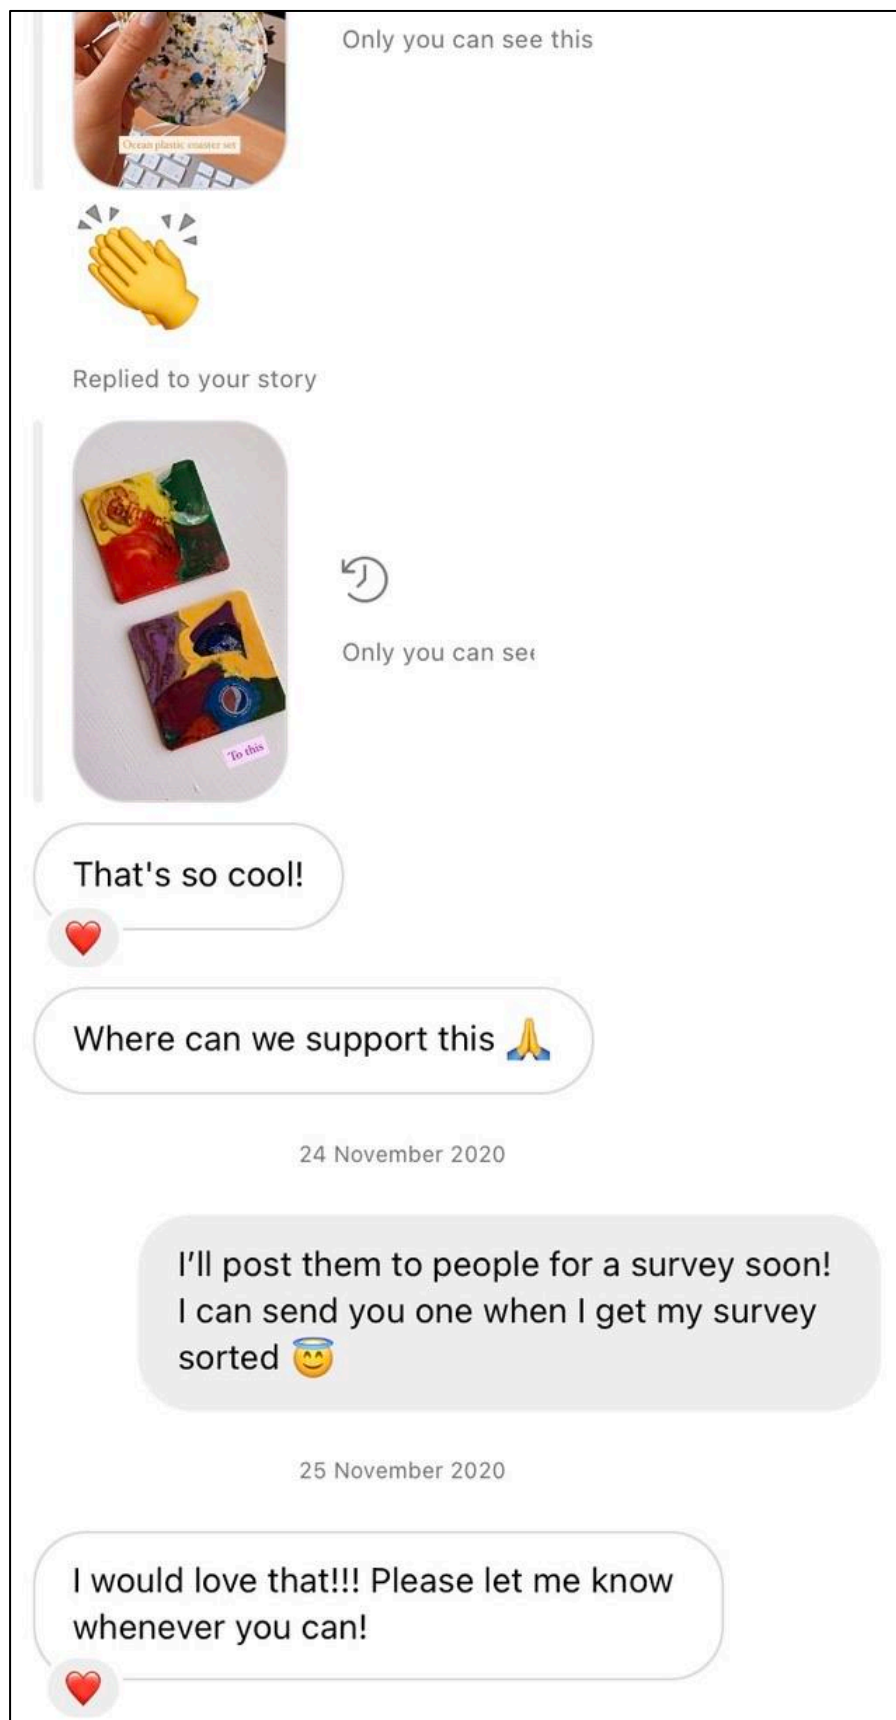 Only you can see this
Ocean plastic coaster set
Replied to your story
Only you can see
To this
That's so cool!
Where can we support this 🙏
24 November 2020
I’ll post them to people for a survey soon!
I can send you one when I get my survey
sorted 😇
25 November 2020
I would love that!!! Please let me know
whenever you can!